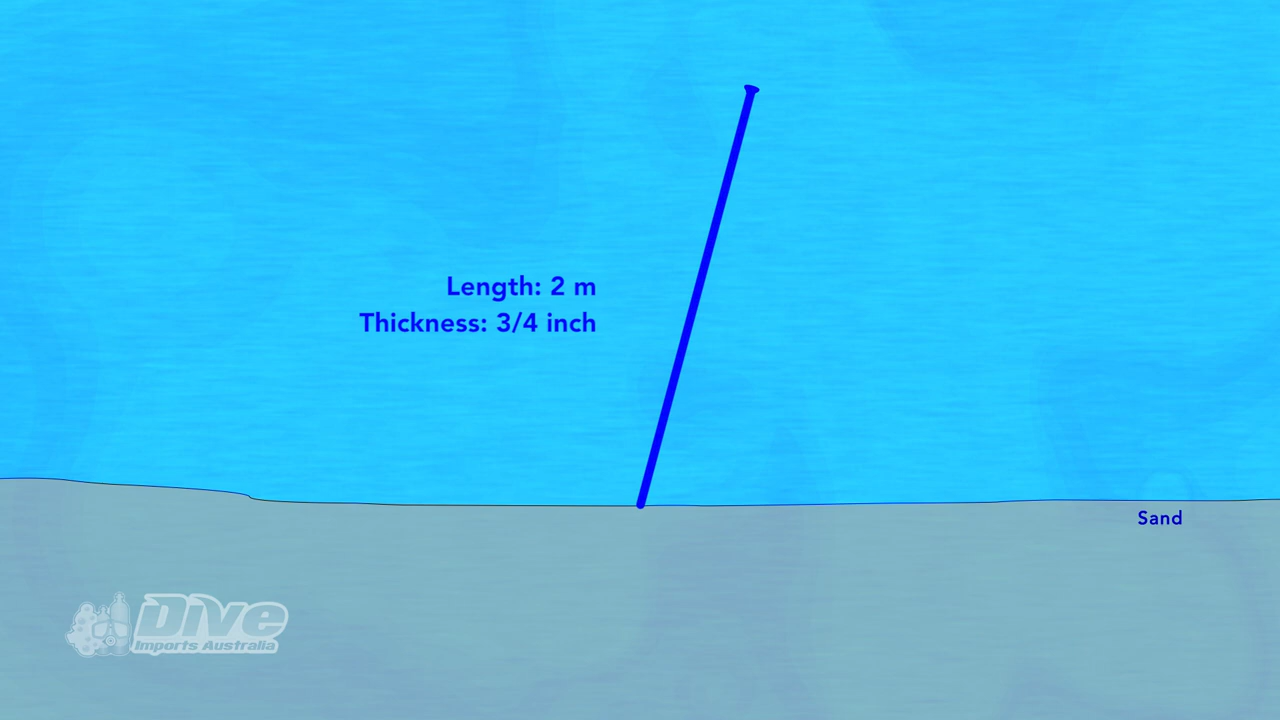 Length: 2 m
Thickness: 3/4 inch
Sand
Dive
Imports Australia